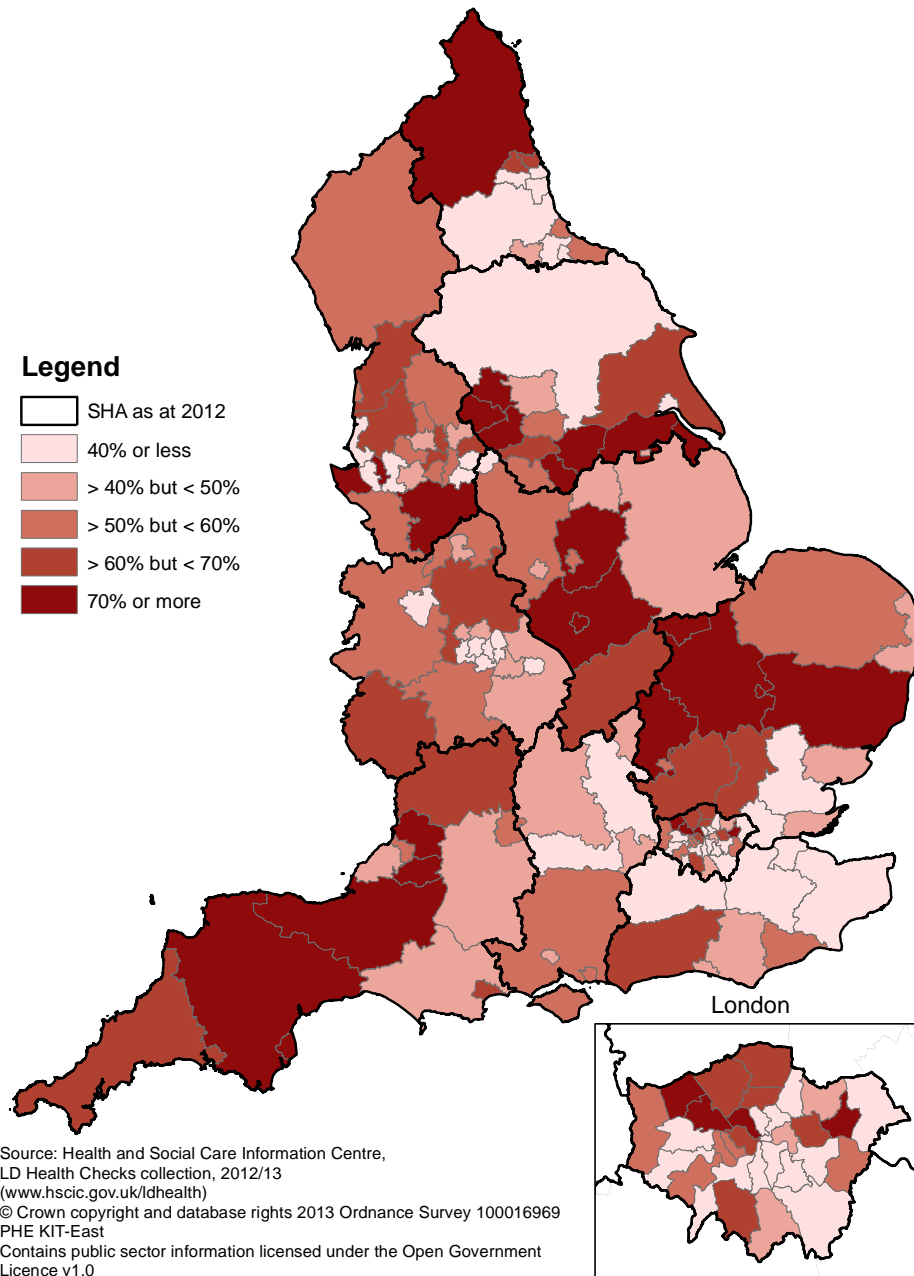 Legend
SHA as at 2012
40% or less
> 40% but < 50%
> 50% but < 60%
> 60% but < 70%
70% or more
London
Source: Health and Social Care Information Centre,
LD Health Checks collection, 2012/13
(www.hscic.gov.uk/ldhealth)
© Crown copyright and database rights 2013 Ordnance Survey 100016969
PHE KIT-East
Contains public sector information licensed under the Open Government
Licence v1.0